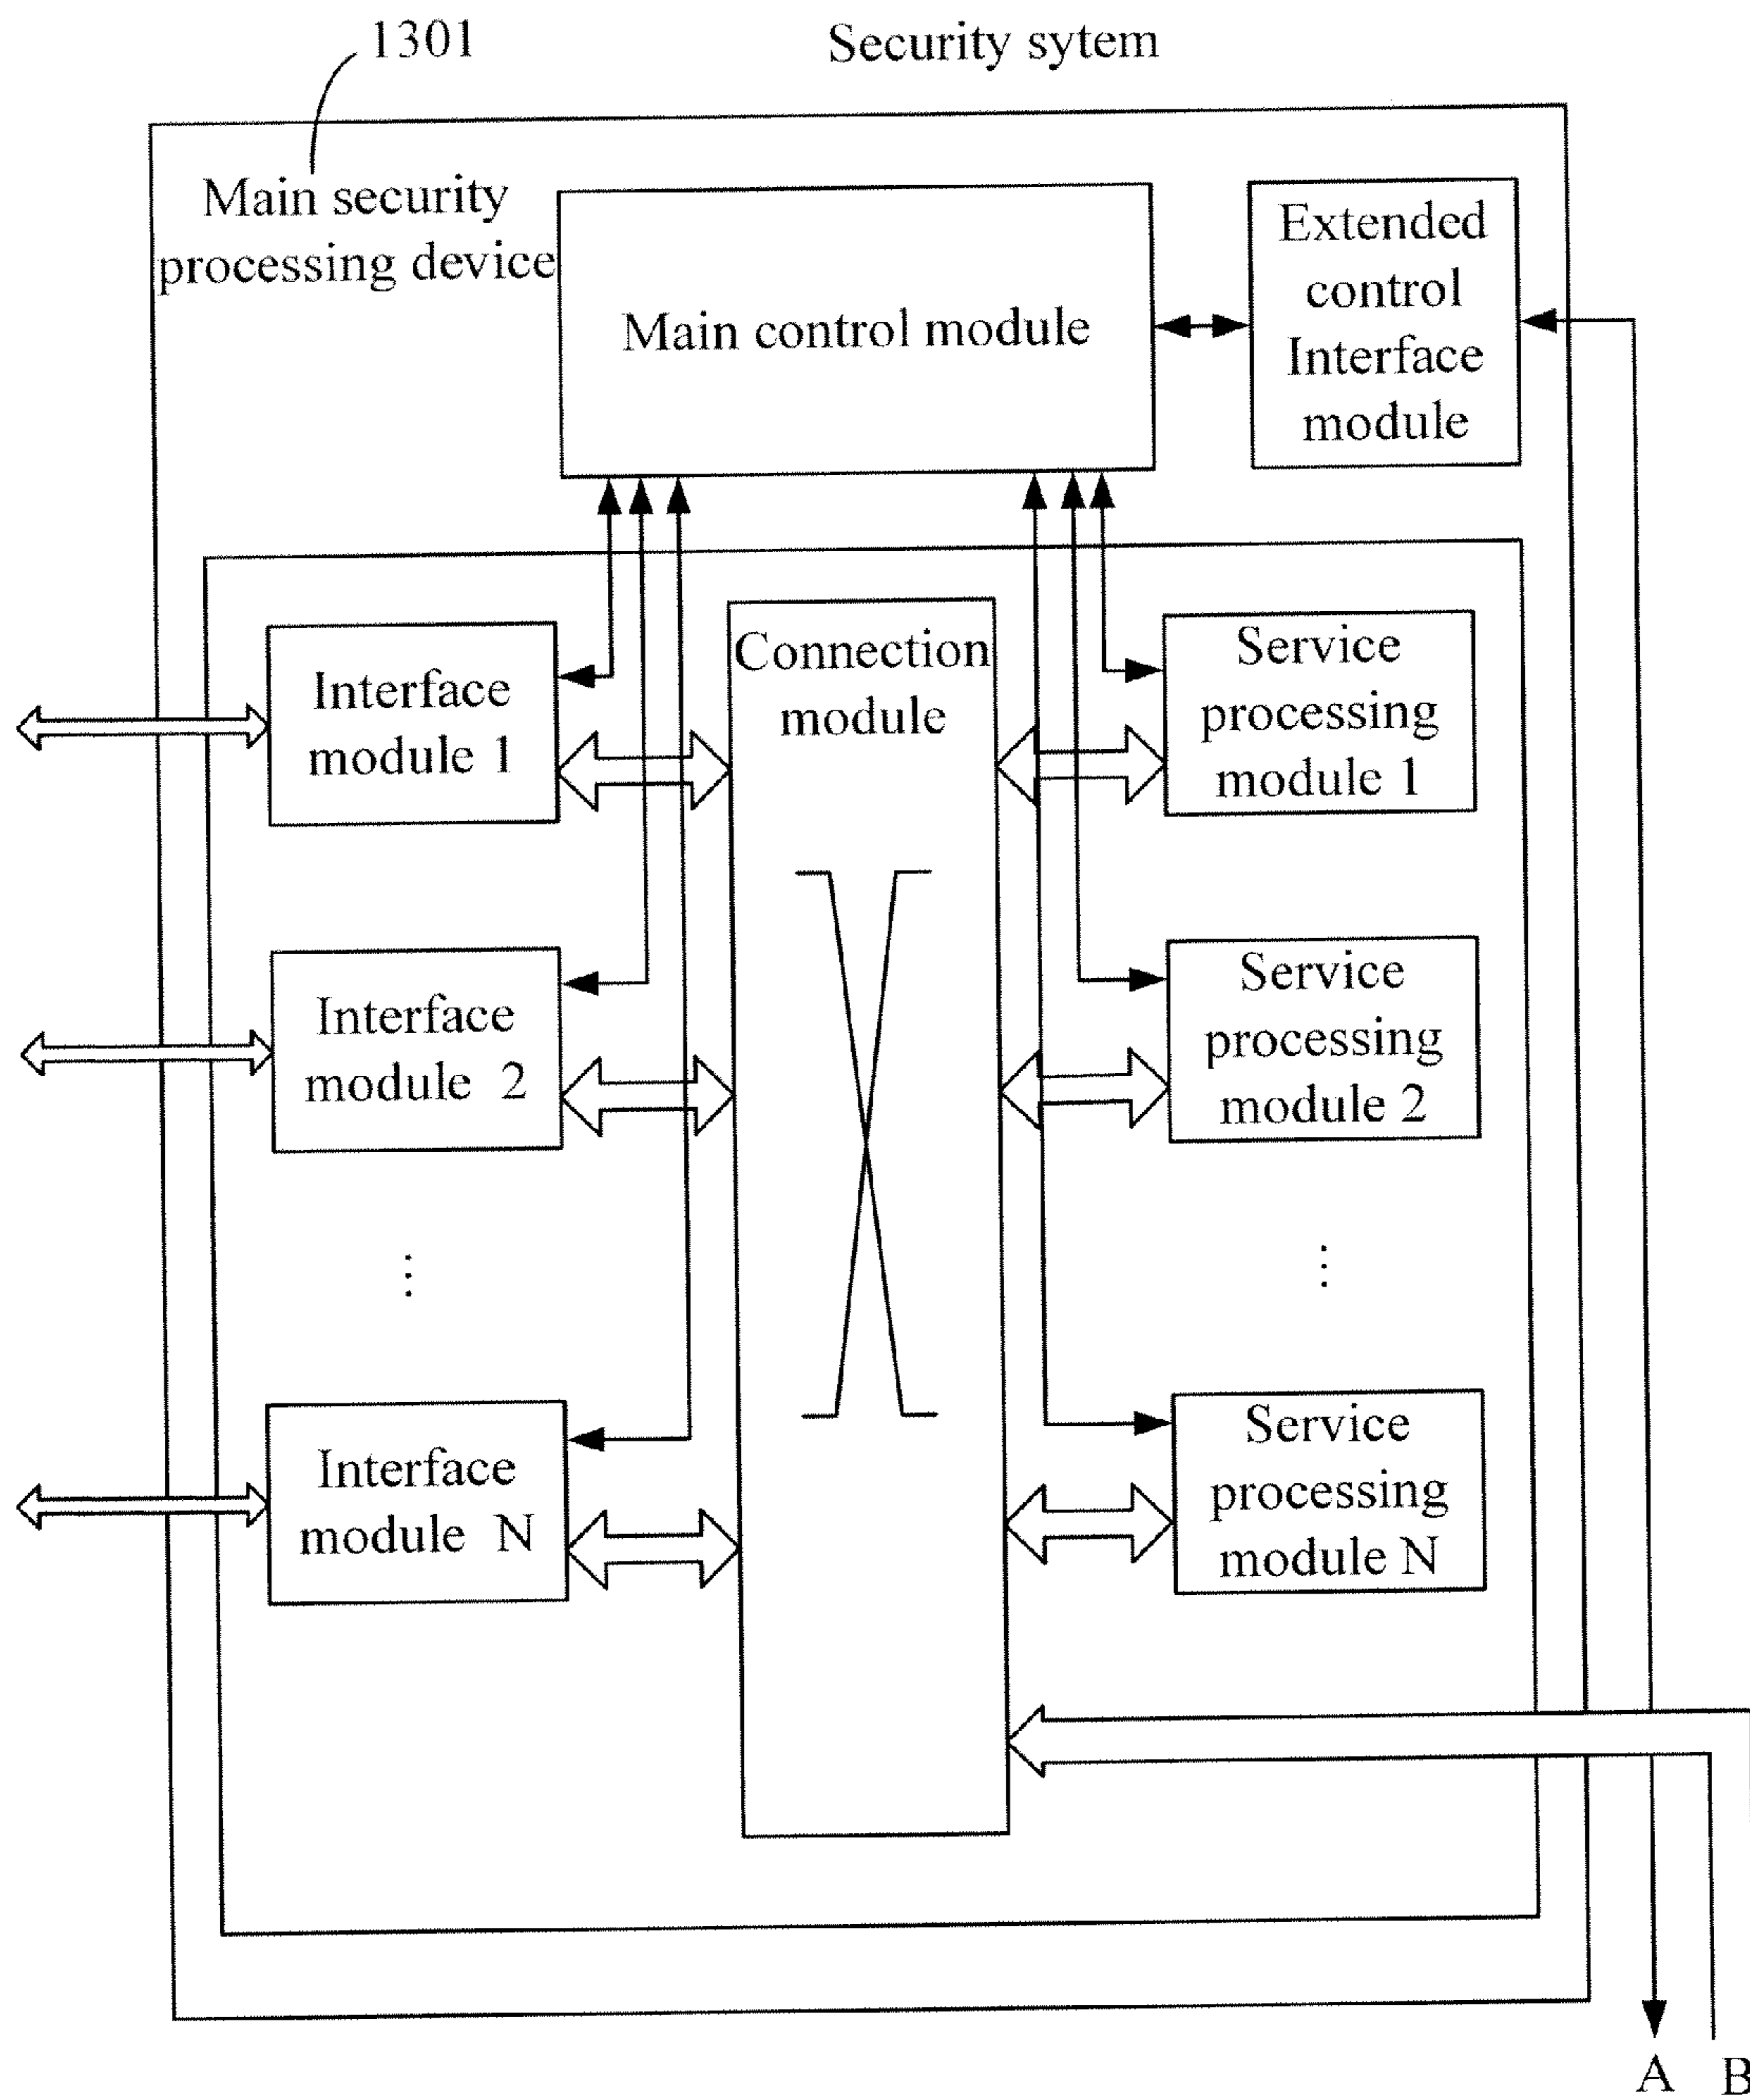 1301
Security sytem
Main security
processing device
Main control module
Extended
control
Interface
module
Connection
module
Interface
module 1
Service
processing
module 1
Interface
module 2
Service
processing
module 2
⋮
⋮
Interface
module N
Service
processing
module N
A
B